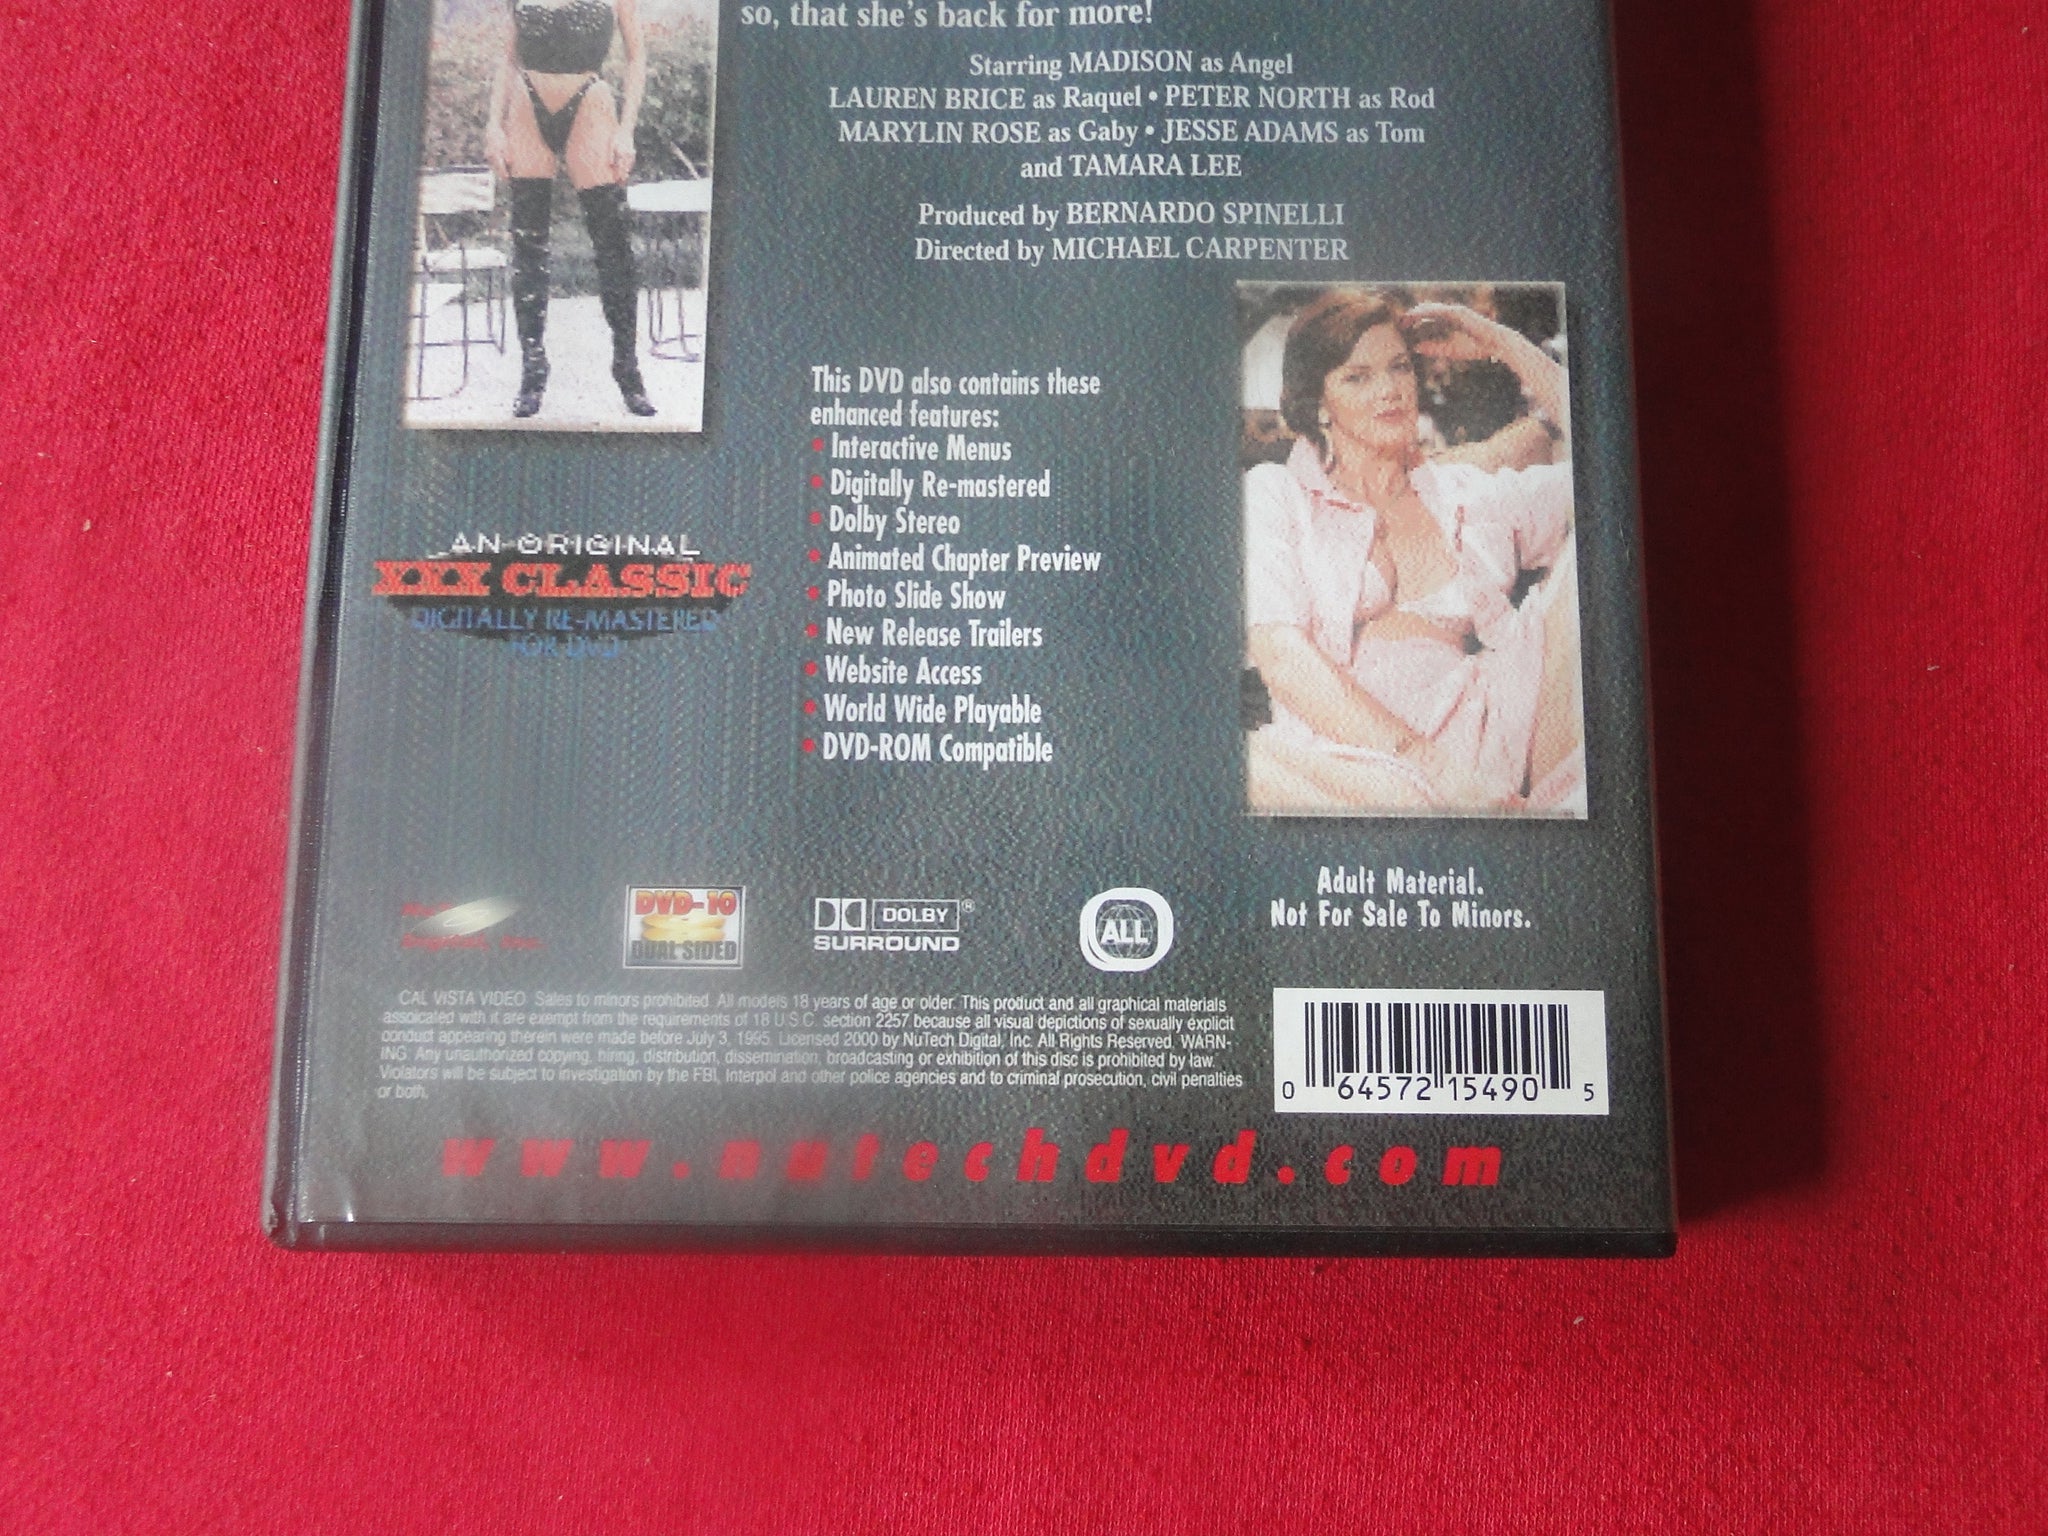 so, that she's back for more!
Starring MADISON as Angel
LAUREN BRICE as Raquel • PETER NORTH as Rod
MARYLIN ROSE as Gaby • JESSE ADAMS as Tom
and TAMARA LEE
Produced by BERNARDO SPINELLI
Directed by MICHAEL CARPENTER
This DVD also contains these
enhanced features:
• Interactive Menus
• Digitally Re-mastered
• Dolby Stereo
• Animated Chapter Preview
• Photo Slide Show
• New Release Trailers
• Website Access
• World Wide Playable
• DVD-ROM Compatible
AN ORIGINAL
XXX CLASSIC
DIGITALLY RE-MASTERED
FOR DVD
Digital, Inc.
DVD-10
DUAL SIDED
DOLBY®
SURROUND
ALL
Adult Material.
Not For Sale To Minors.
CAL VISTA VIDEO. Sales to minors prohibited. All models 18 years of age or older. This product and all graphical materials
assoicated with it are exempt from the requirements of 18 U.S.C. section 2257 because all visual depictions of sexually explicit
conduct appearing therein were made before July 3, 1995. Licensed 2000 by NuTech Digital, Inc. All Rights Reserved. WARN-
ING. Any unauthorized copying, hiring, distribution, dissemination, broadcasting or exhibition of this disc is prohibited by law.
Violators will be subject to investigation by the FBI, Interpol and other police agencies and to criminal prosecution, civil penalties
or both.
0 64572 15490 5
www.nutechdvd.com